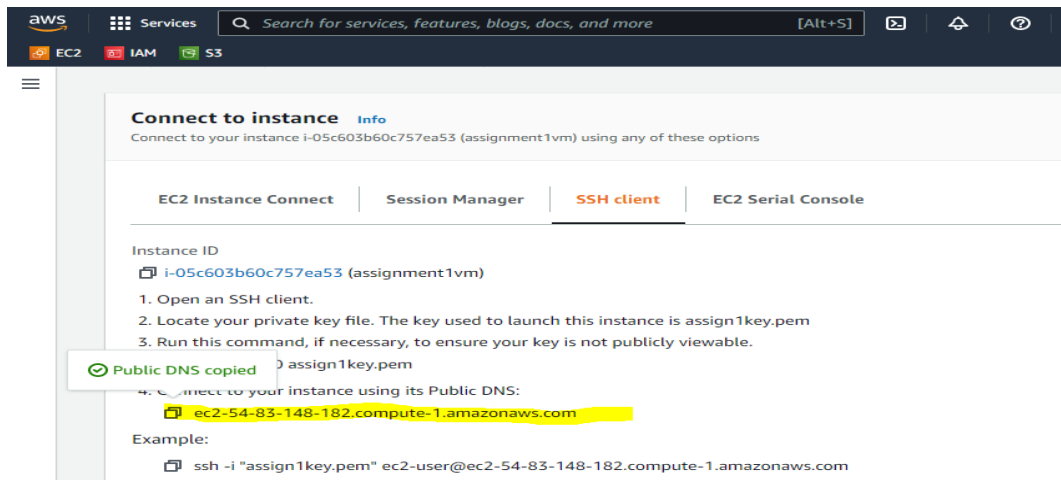 aws Services Search for services, features, blogs, docs, and more [Alt+S]
EC2 IAM S3
Connect to instance Info
Connect to your instance i-05c603b60c757ea53 (assignment1vm) using any of these options
EC2 Instance Connect Session Manager SSH client EC2 Serial Console
Instance ID
i-05c603b60c757ea53 (assignment1vm)
1. Open an SSH client.
2. Locate your private key file. The key used to launch this instance is assign1key.pem
3. Run this command, if necessary, to ensure your key is not publicly viewable.
Public DNS copied assign1key.pem
4. Connect to your instance using its Public DNS:
ec2-54-83-148-182.compute-1.amazonaws.com
Example:
ssh -i "assign1key.pem" ec2-user@ec2-54-83-148-182.compute-1.amazonaws.com